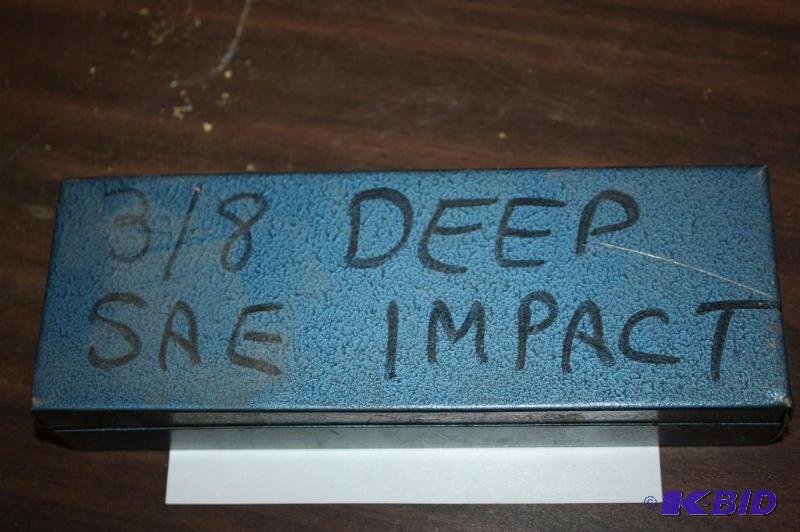 3/8 DEEP
SAE IMPACT
© K-BID